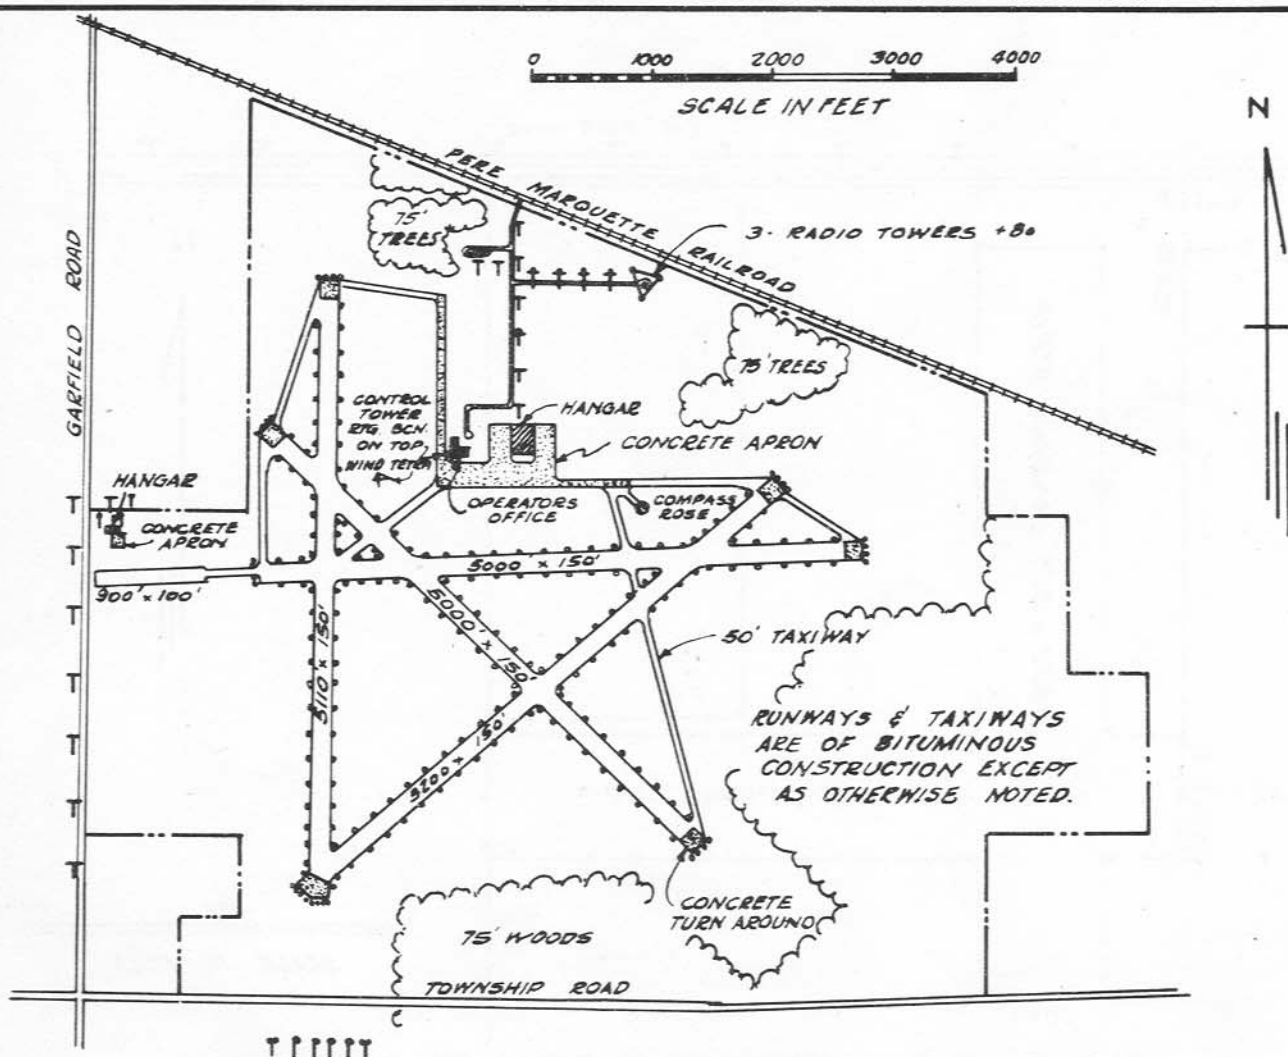 0 1000 2000 3000 4000
SCALE IN FEET
N
PERE MARQUETTE RAILROAD
75'
TREES
3 - RADIO TOWERS +80
GARFIELD ROAD
75' TREES
CONTROL
TOWER
RTG. BCN.
ON TOP
WIND TETRA
HANGAR
CONCRETE APRON
HANGAR
CONCRETE
APRON
OPERATORS
OFFICE
COMPASS
ROSE
5000' x 150'
900' x 100'
5000' x 150'
5110' x 150'
50' TAXIWAY
5200 x 150'
RUNWAYS & TAXIWAYS
ARE OF BITUMINOUS
CONSTRUCTION EXCEPT
AS OTHERWISE NOTED.
CONCRETE
TURN AROUND
75' WOODS
TOWNSHIP ROAD